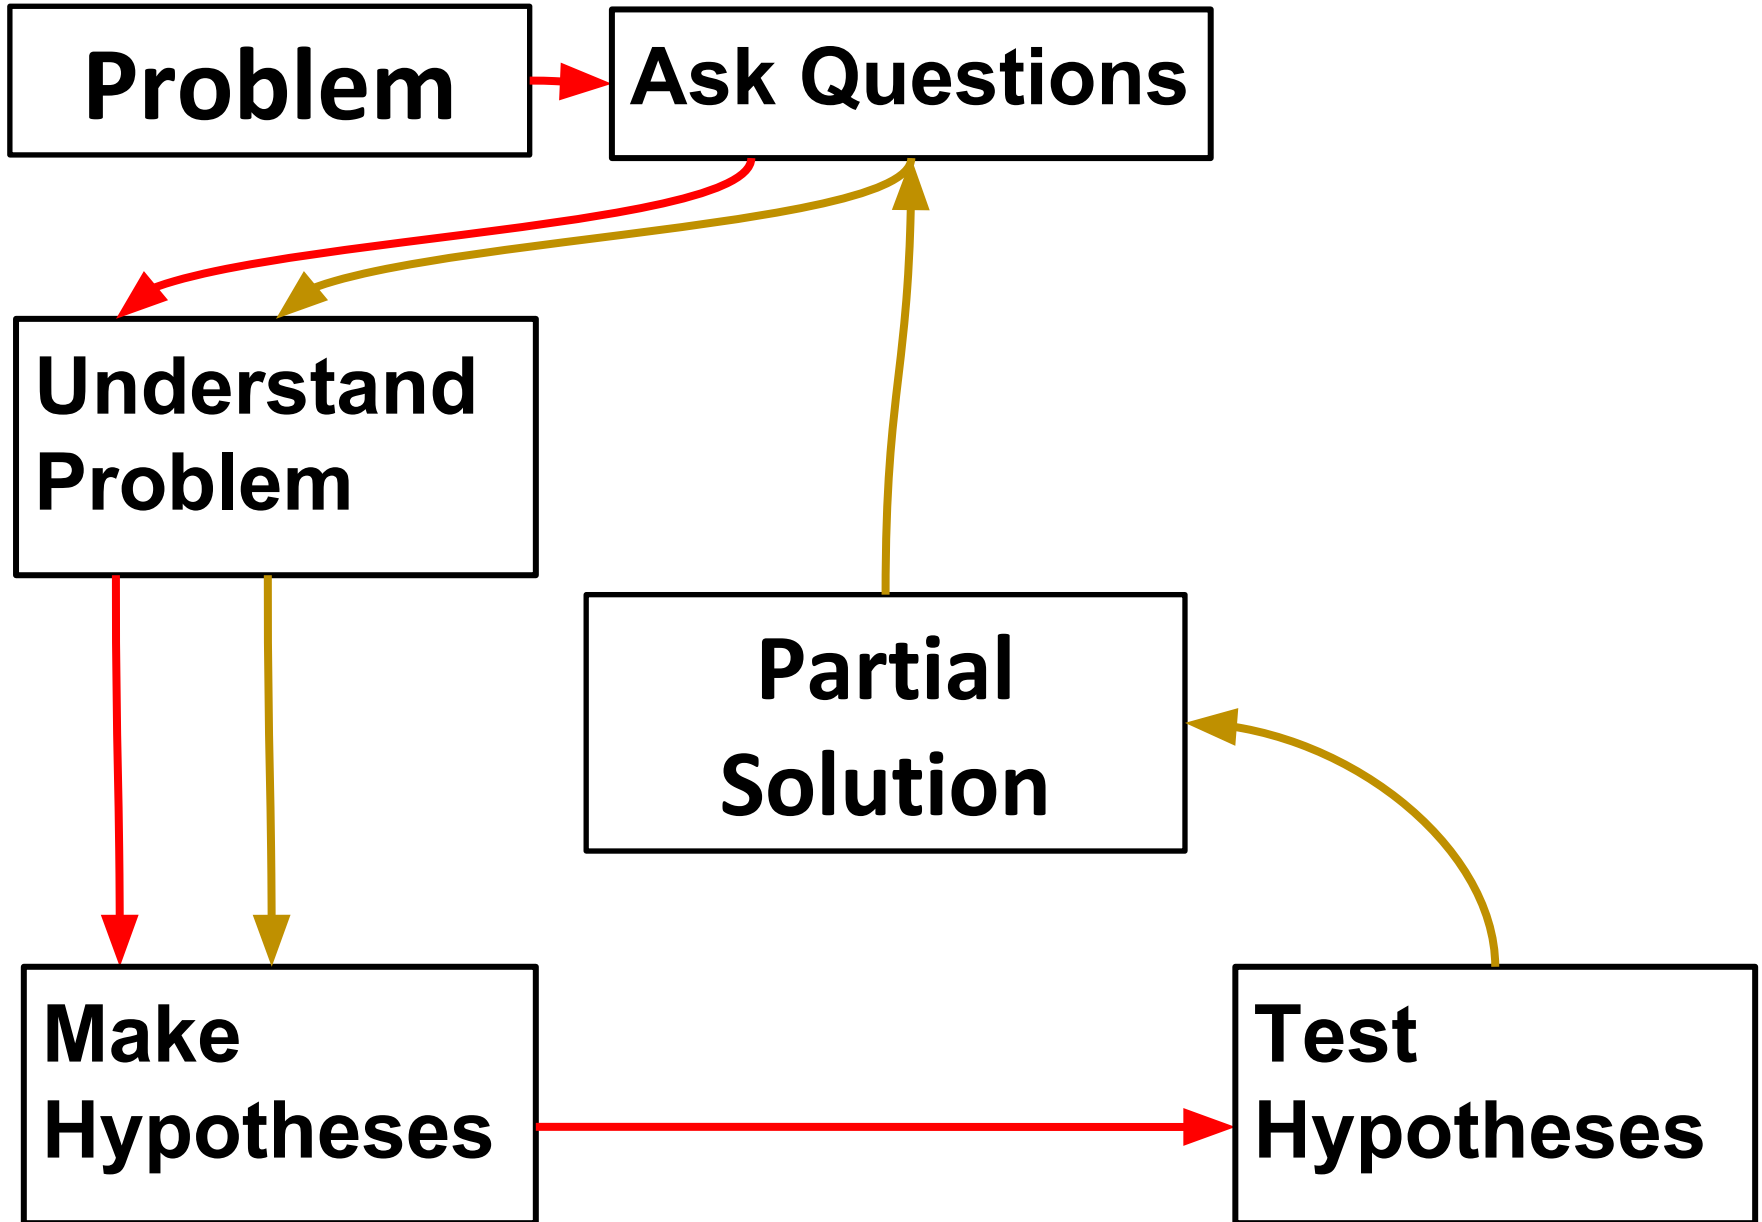 Problem
Ask Questions
Understand
Problem
Partial
Solution
Make
Hypotheses
Test
Hypotheses